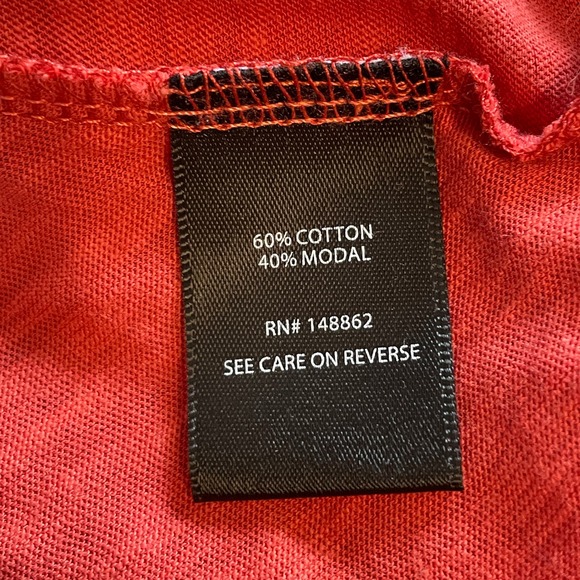 60% COTTON
40% MODAL
RN# 148862
SEE CARE ON REVERSE